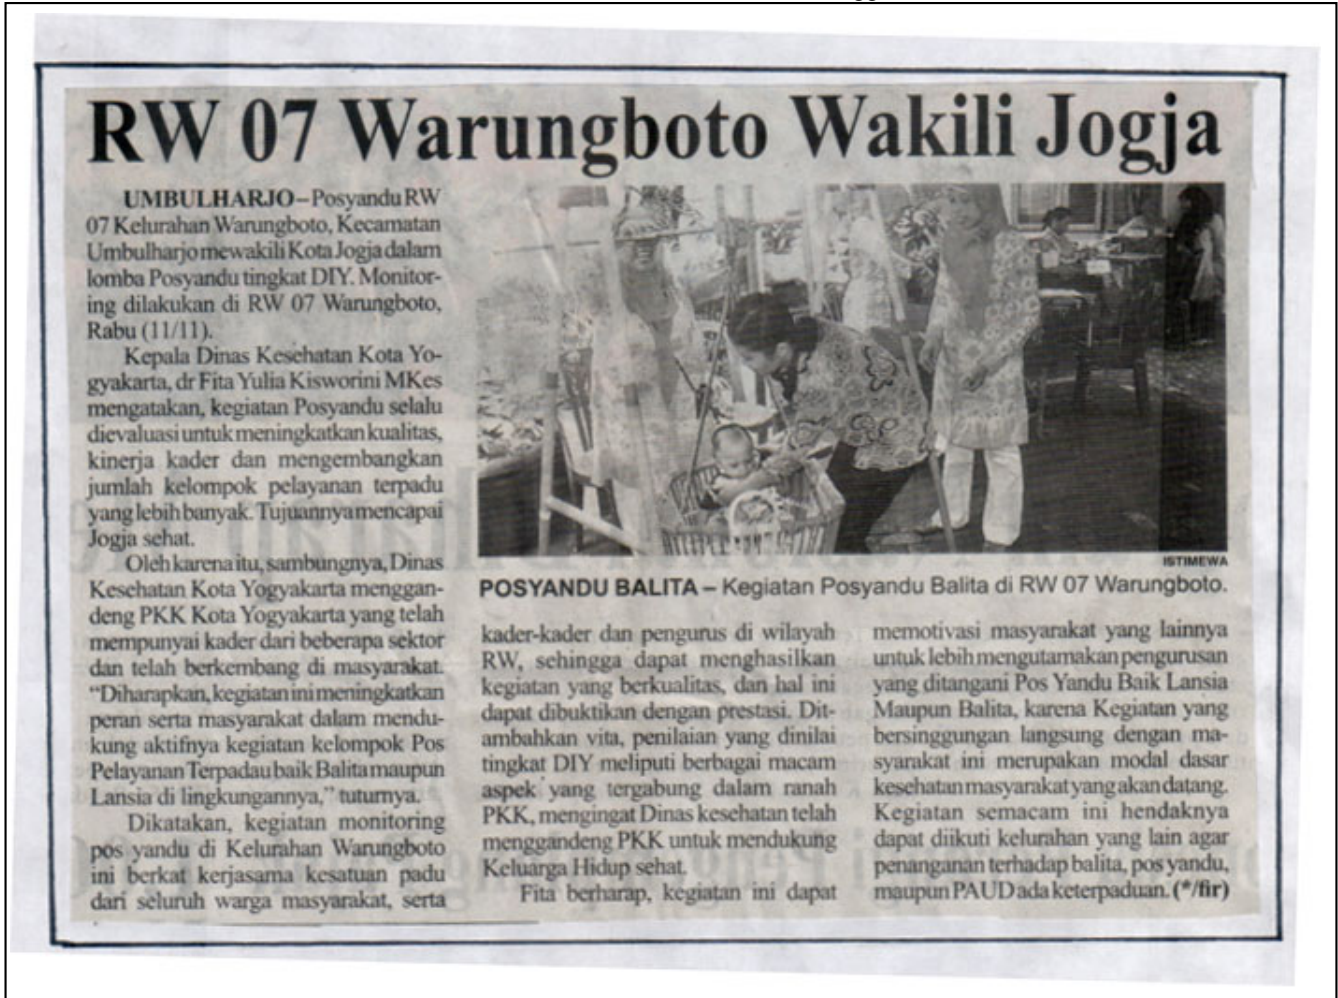 RW 07 Warungboto Wakili Jogja
UMBULHARJO – Posyandu RW
07 Kelurahan Warungboto, Kecamatan
Umbulharjo mewakili Kota Jogja dalam
lomba Posyandu tingkat DIY. Monitor-
ing dilakukan di RW 07 Warungboto,
Rabu (11/11).
Kepala Dinas Kesehatan Kota Yo-
gyakarta, dr Fita Yulia Kisworini MKes
mengatakan, kegiatan Posyandu selalu
dievaluasi untuk meningkatkan kualitas,
kinerja kader dan mengembangkan
jumlah kelompok pelayanan terpadu
yang lebih banyak. Tujuannya mencapai
Jogja sehat.
Oleh karena itu, sambungnya, Dinas
Kesehatan Kota Yogyakarta menggan-
deng PKK Kota Yogyakarta yang telah
mempunyai kader dari beberapa sektor
dan telah berkembang di masyarakat.
“Diharapkan, kegiatan ini meningkatkan
peran serta masyarakat dalam mendu-
kung aktifnya kegiatan kelompok Pos
Pelayanan Terpadau baik Balita maupun
Lansia di lingkungannya,” tuturnya.
Dikatakan, kegiatan monitoring
pos yandu di Kelurahan Warungboto
ini berkat kerjasama kesatuan padu
dari seluruh warga masyarakat, serta
ISTIMEWA
POSYANDU BALITA – Kegiatan Posyandu Balita di RW 07 Warungboto.
kader-kader dan pengurus di wilayah
RW, sehingga dapat menghasilkan
kegiatan yang berkualitas, dan hal ini
dapat dibuktikan dengan prestasi. Dit-
ambahkan vita, penilaian yang dinilai
tingkat DIY meliputi berbagai macam
aspek yang tergabung dalam ranah
PKK, mengingat Dinas kesehatan telah
menggandeng PKK untuk mendukung
Keluarga Hidup sehat.
Fita berharap, kegiatan ini dapat
memotivasi masyarakat yang lainnya
untuk lebih mengutamakan pengurusan
yang ditangani Pos Yandu Baik Lansia
Maupun Balita, karena Kegiatan yang
bersinggungan langsung dengan ma-
syarakat ini merupakan modal dasar
kesehatan masyarakat yang akan datang.
Kegiatan semacam ini hendaknya
dapat diikuti kelurahan yang lain agar
penanganan terhadap balita, pos yandu,
maupun PAUD ada keterpaduan. (*/fir)